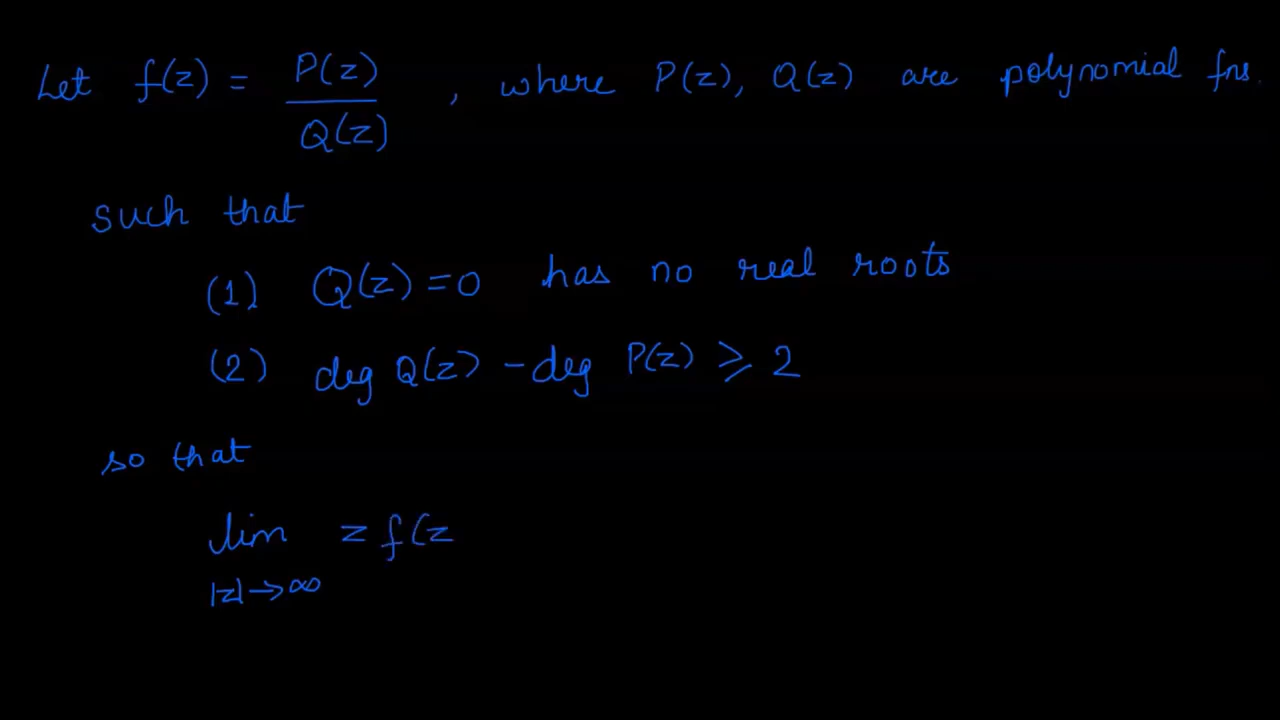 Let f(z) = P(z)/Q(z) , where P(z), Q(z) are polynomial fns.
such that
(1) Q(z) = 0 has no real roots
(2) deg Q(z) - deg P(z) ⩾ 2
so that
lim z f(z
|z| → ∞